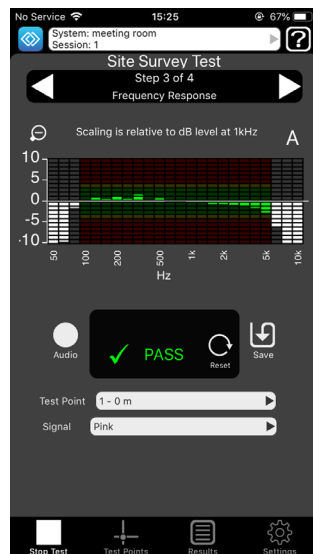 No Service 15:25 67%
System: meeting room
Session: 1
?
Site Survey Test
Step 3 of 4
Frequency Response
Scaling is relative to dB level at 1kHz
A
10
5
0
-5
-10
50 100 200 500 1k 2k 5k 10k
Hz
Audio
✓ PASS
Reset
Save
Test Point 1 - 0 m
Signal Pink
Stop Test Test Points Results Settings